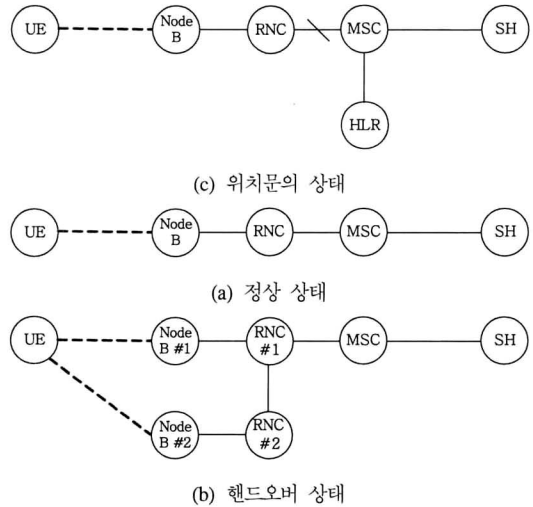 UE Node B RNC MSC SH
HLR
(c) 위치문의 상태
UE Node B RNC MSC SH
(a) 정상 상태
UE Node B #1 RNC #1 MSC SH
Node B #2 RNC #2
(b) 핸드오버 상태